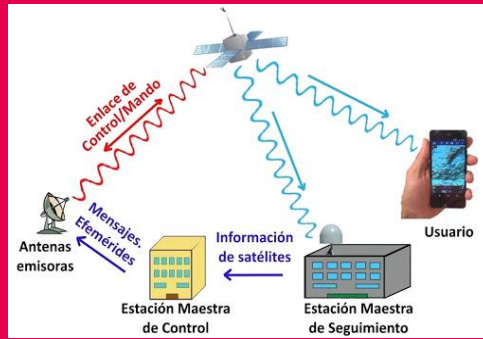 Enlace de
Control/Mando
Antenas
emisoras
Mensajes.
Efemérides
Estación Maestra
de Control
Información
de satélites
Estación Maestra
de Seguimiento
Usuario